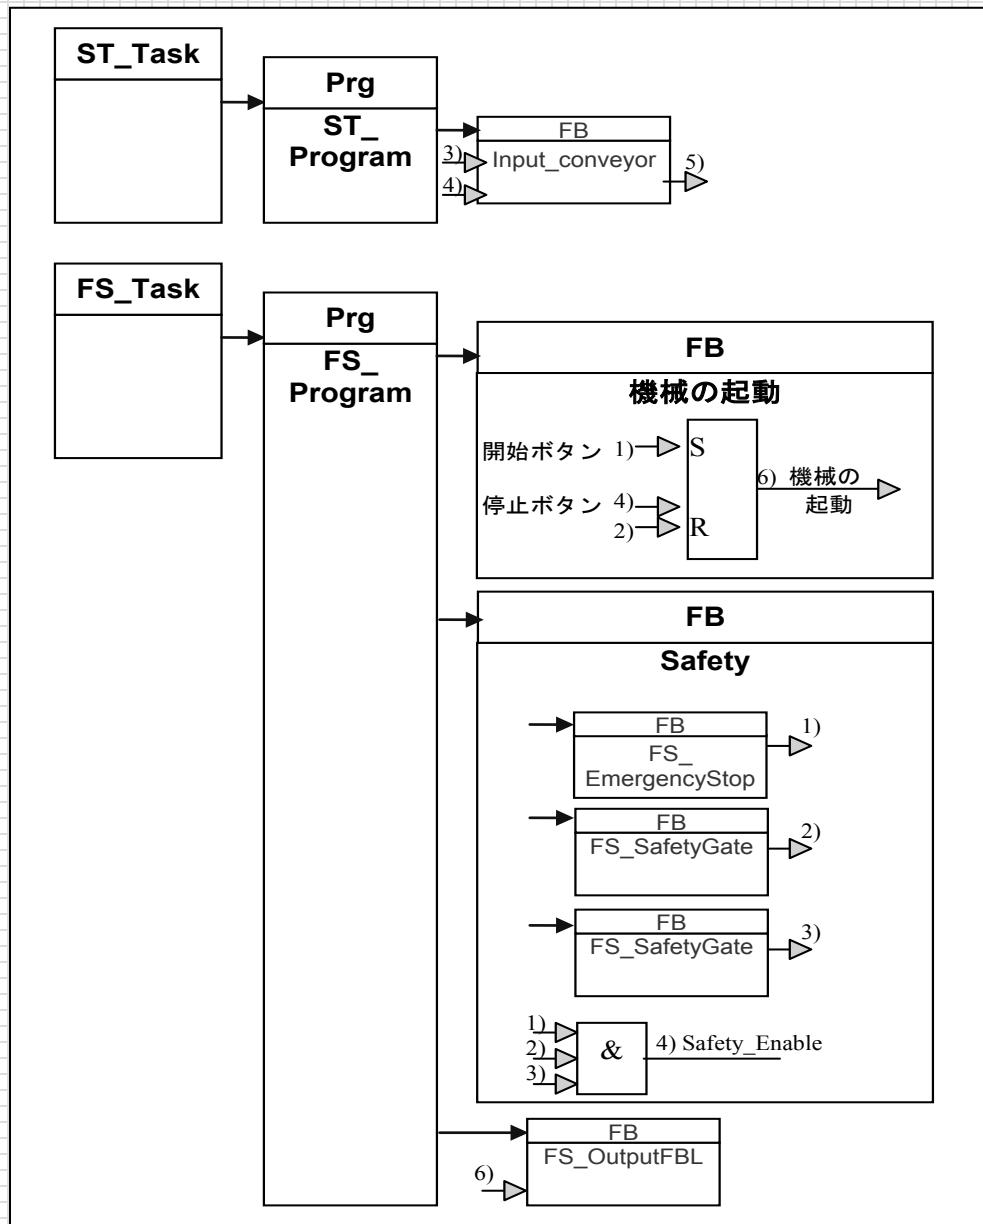 ST_Task
Prg
ST_
Program
FB
Input_conveyor
3)
4)
5)
FS_Task
Prg
FS_
Program
FB
機械の起動
開始ボタン 1)
S
停止ボタン 4)
2)
R
6) 機械の
起動
FB
Safety
FB
FS_
EmergencyStop
1)
FB
FS_SafetyGate
2)
FB
FS_SafetyGate
3)
1)
2)
3)
&
4) Safety_Enable
FB
FS_OutputFBL
6)